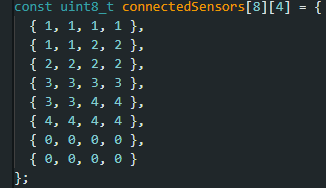 const uint8_t connectedSensors[8][4] = {
{ 1, 1, 1, 1 },
{ 1, 1, 2, 2 },
{ 2, 2, 2, 2 },
{ 3, 3, 3, 3 },
{ 3, 3, 4, 4 },
{ 4, 4, 4, 4 },
{ 0, 0, 0, 0 },
{ 0, 0, 0, 0 }
};